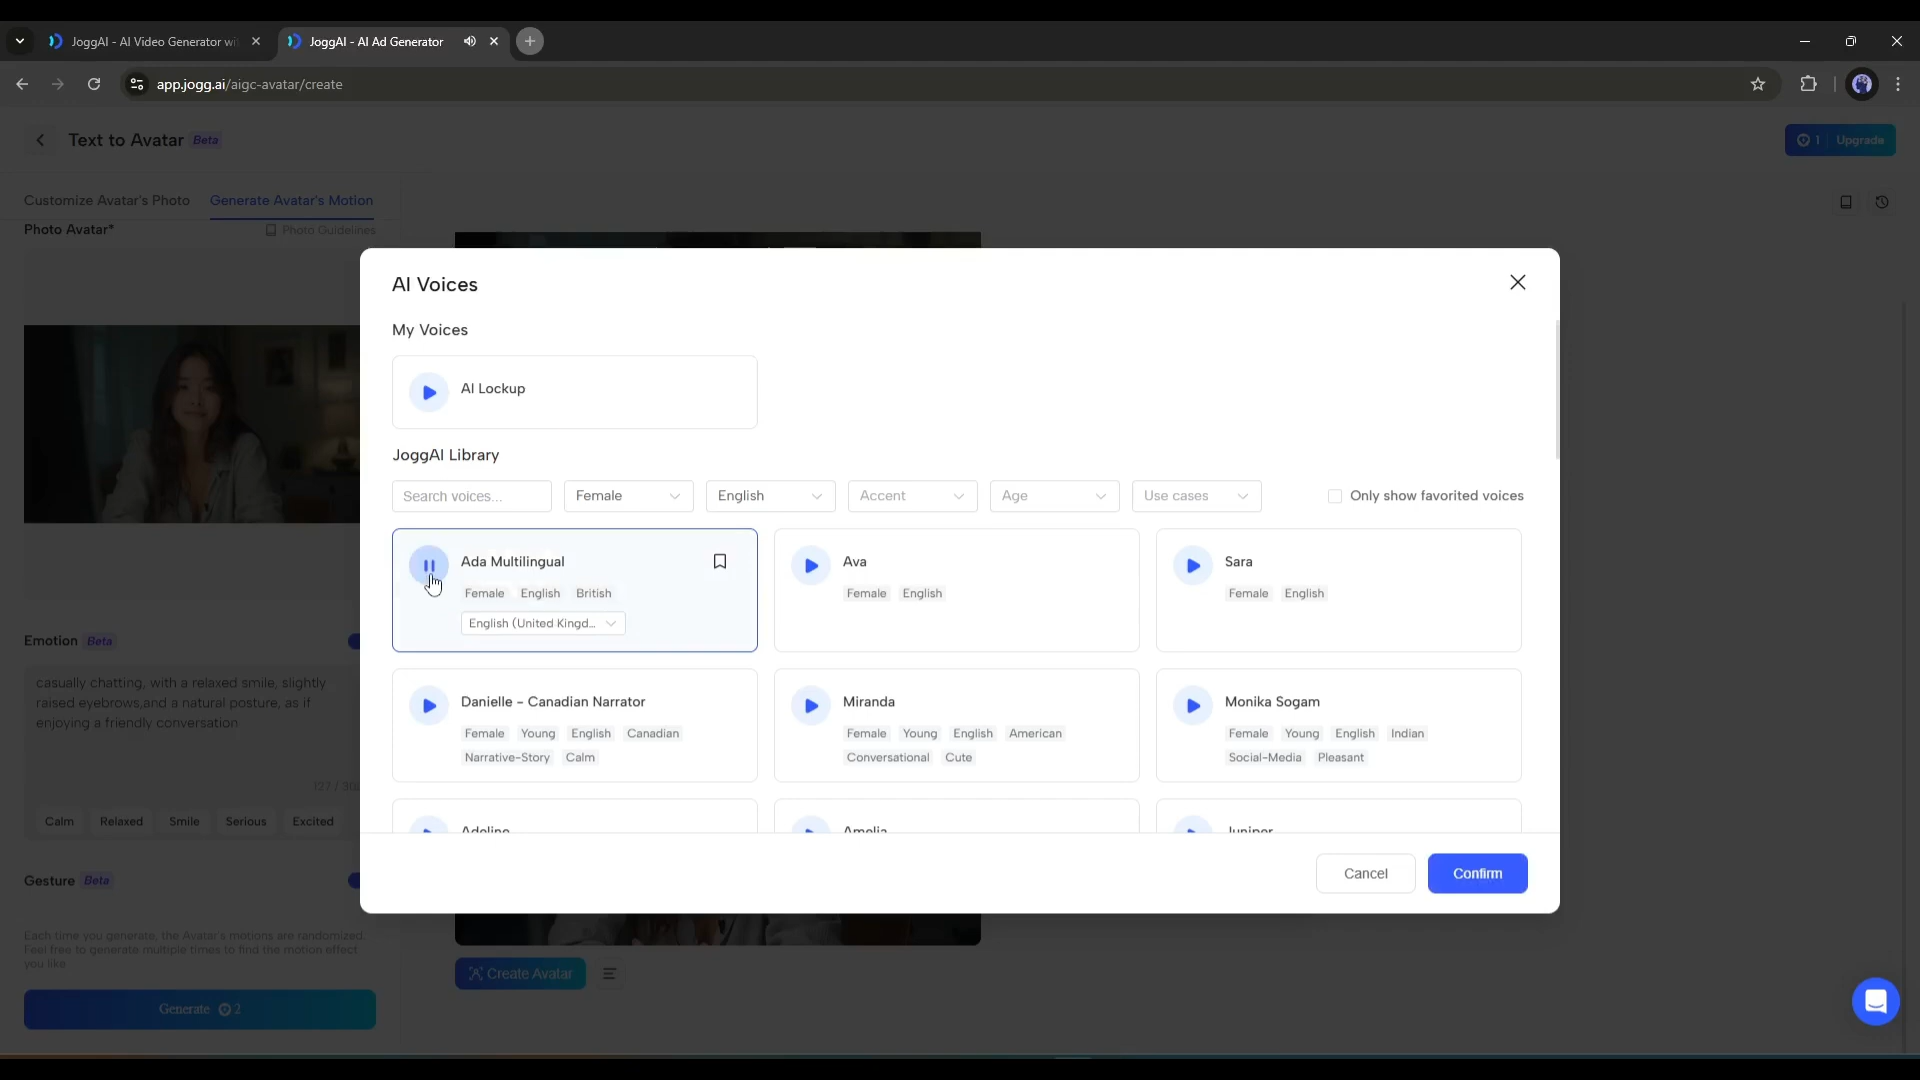 JoggAI - AI Video Generator wi
JoggAI - AI Ad Generator
app.jogg.ai/aigc-avatar/create
Text to Avatar Beta
1 Upgrade
Customize Avatar's Photo
Generate Avatar's Motion
Photo Avatar*
Photo Guidelines
AI Voices
My Voices
AI Lockup
JoggAI Library
Search voices...
Female
English
Accent
Age
Use cases
Only show favorited voices
Ada Multilingual
Female English British
English (United Kingd...
Ava
Female English
Sara
Female English
Danielle - Canadian Narrator
Female Young English Canadian
Narrative-Story Calm
Miranda
Female Young English American
Conversational Cute
Monika Sogam
Female Young English Indian
Social-Media Pleasant
Adeline
Amelia
Juniper
Cancel
Confirm
Emotion Beta
casually chatting, with a relaxed smile, slightly
raised eyebrows,and a natural posture, as if
enjoying a friendly conversation
127 / 300
Calm
Relaxed
Smile
Serious
Excited
Gesture Beta
Each time you generate, the Avatar's motions are randomized.
Feel free to generate multiple times to find the motion effect
you like.
Generate 2
Create Avatar